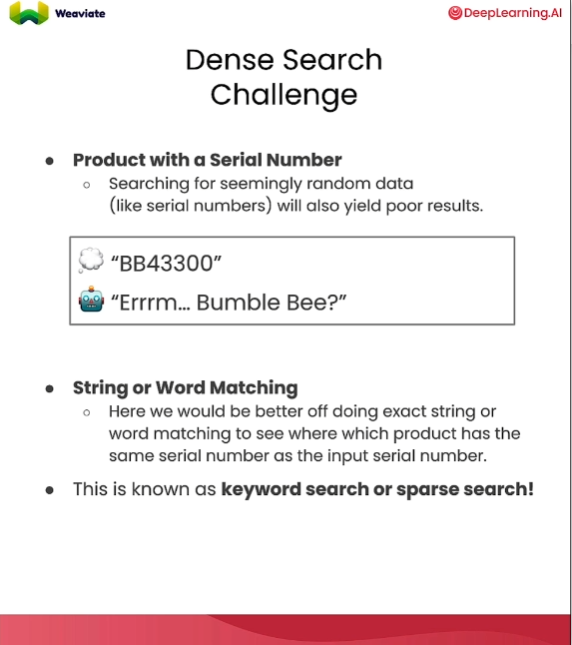 Weaviate
DeepLearning.AI
Dense Search
Challenge
● Product with a Serial Number
○ Searching for seemingly random data
(like serial numbers) will also yield poor results.
“BB43300”
“Errrm... Bumble Bee?”
● String or Word Matching
○ Here we would be better off doing exact string or
word matching to see where which product has the
same serial number as the input serial number.
● This is known as keyword search or sparse search!